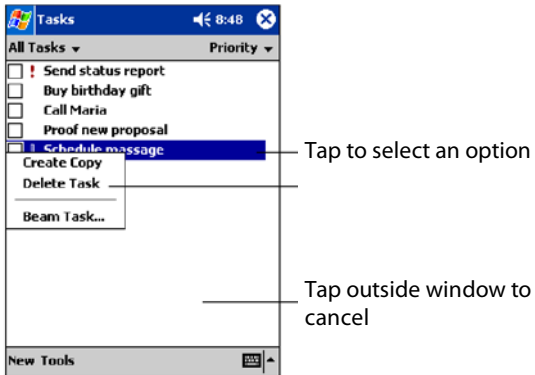 Tasks 8:48
All Tasks Priority
! Send status report
Buy birthday gift
Call Maria
Proof new proposal
! Schedule massage
Create Copy
Delete Task
Beam Task...
New Tools
Tap to select an option
Tap outside window to
cancel